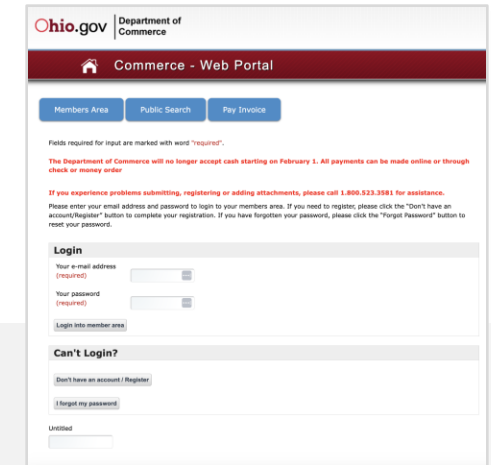 Ohio.gov Department of
Commerce
Commerce - Web Portal
Members Area Public Search Pay Invoice
Fields required for input are marked with word "required".
The Department of Commerce will no longer accept cash starting on February 1. All payments can be made online or through
check or money order
If you experience problems submitting, registering or adding attachments, please call 1.800.523.3581 for assistance.
Please enter your email address and password to login to your members area. If you need to register, please click the "Don't have an
account/Register" button to complete your registration. If you have forgotten your password, please click the "Forgot Password" button to
reset your password.
Login
Your e-mail address
(required)
Your password
(required)
Login into member area
Can't Login?
Don't have an account / Register
I forgot my password
Untitled